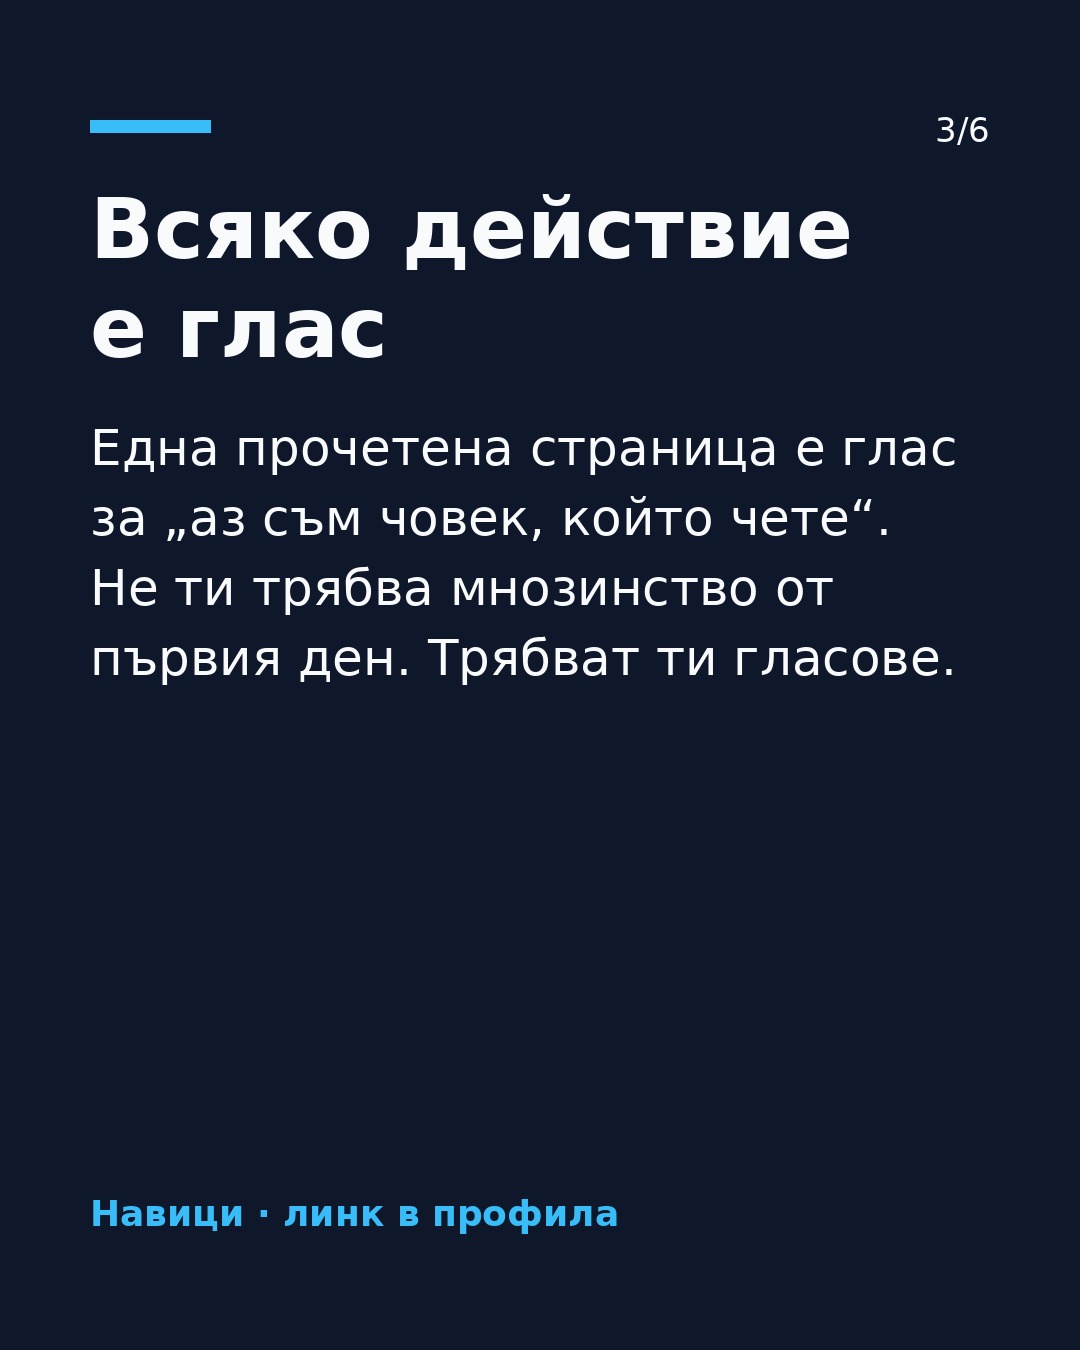 3/6
Всяко действие
е глас
Една прочетена страница е глас
за „аз съм човек, който чете“.
Не ти трябва мнозинство от
първия ден. Трябват ти гласове.
Навици · линк в профила